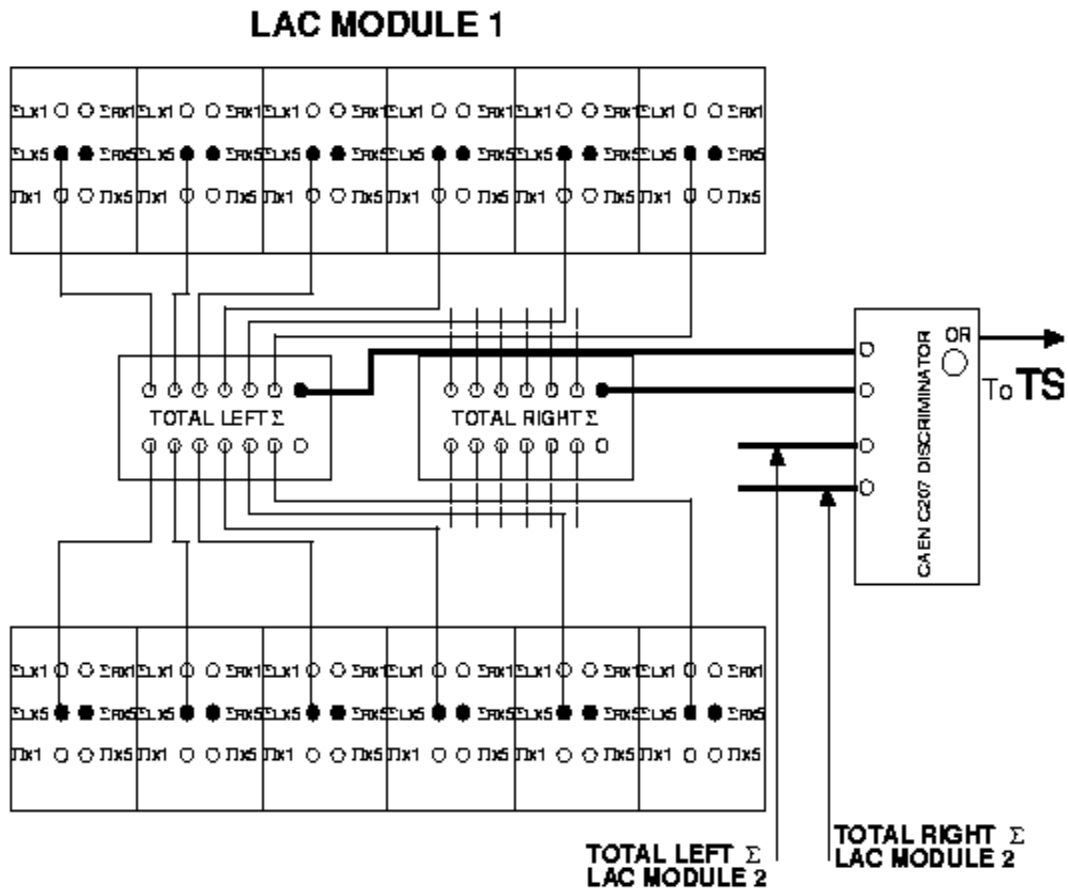 LAC MODULE 1
ΣLX1 ΣRX1 ΣLX1 ΣRX1 ΣLX1 ΣRX1 ΣLX1 ΣRX1 ΣLX1 ΣRX1 ΣLX1 ΣRX1
ΣLX5 ΣRX5 ΣLX5 ΣRX5 ΣLX5 ΣRX5 ΣLX5 ΣRX5 ΣLX5 ΣRX5 ΣLX5 ΣRX5
ΠX1 ΠX5 ΠX1 ΠX5 ΠX1 ΠX5 ΠX1 ΠX5 ΠX1 ΠX5 ΠX1 ΠX5
TOTAL LEFT Σ
TOTAL RIGHT Σ
CAEN C207 DISCRIMINATOR
OR
To TS
ΣLX1 ΣRX1 ΣLX1 ΣRX1 ΣLX1 ΣRX1 ΣLX1 ΣRX1 ΣLX1 ΣRX1 ΣLX1 ΣRX1
ΣLX5 ΣRX5 ΣLX5 ΣRX5 ΣLX5 ΣRX5 ΣLX5 ΣRX5 ΣLX5 ΣRX5 ΣLX5 ΣRX5
ΠX1 ΠX5 ΠX1 ΠX5 ΠX1 ΠX5 ΠX1 ΠX5 ΠX1 ΠX5 ΠX1 ΠX5
TOTAL LEFT Σ
LAC MODULE 2
TOTAL RIGHT Σ
LAC MODULE 2